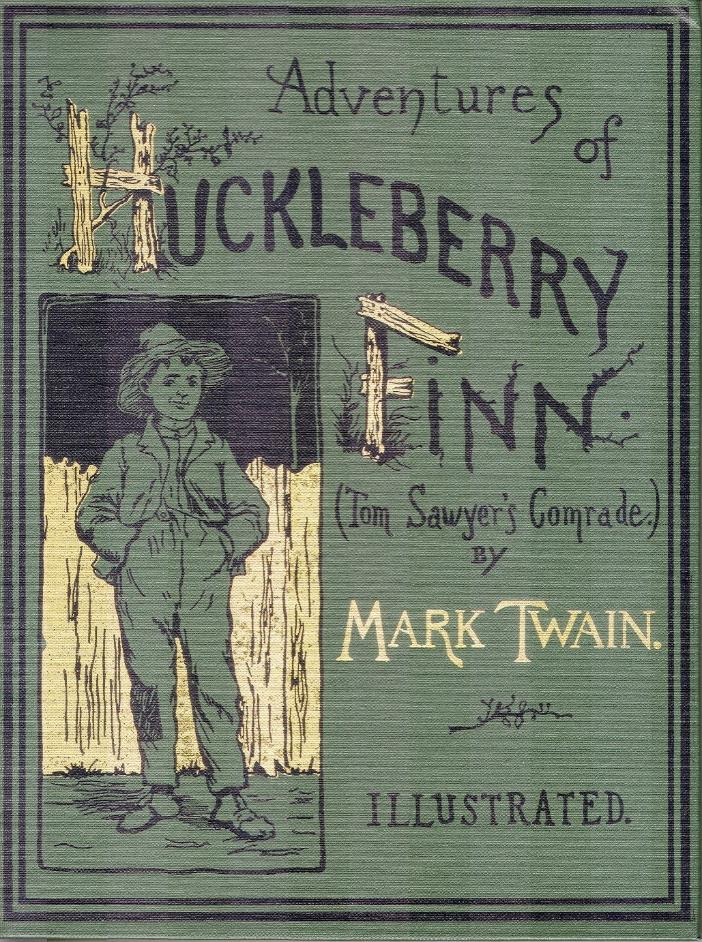 Adventures
of
HUCKLEBERRY
FINN.
(Tom Sawyer's Comrade.)
BY
MARK TWAIN.
ILLUSTRATED.